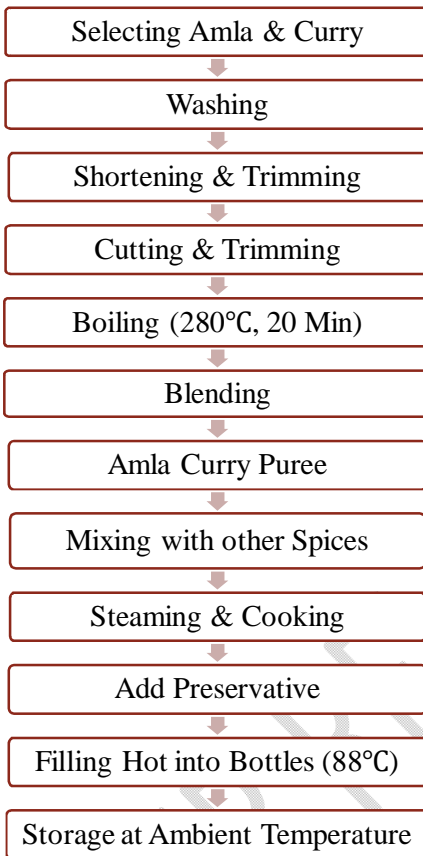 Selecting Amla & Curry
Washing
Shortening & Trimming
Cutting & Trimming
Boiling (280℃, 20 Min)
Blending
Amla Curry Puree
Mixing with other Spices
Steaming & Cooking
Add Preservative
Filling Hot into Bottles (88℃)
Storage at Ambient Temperature